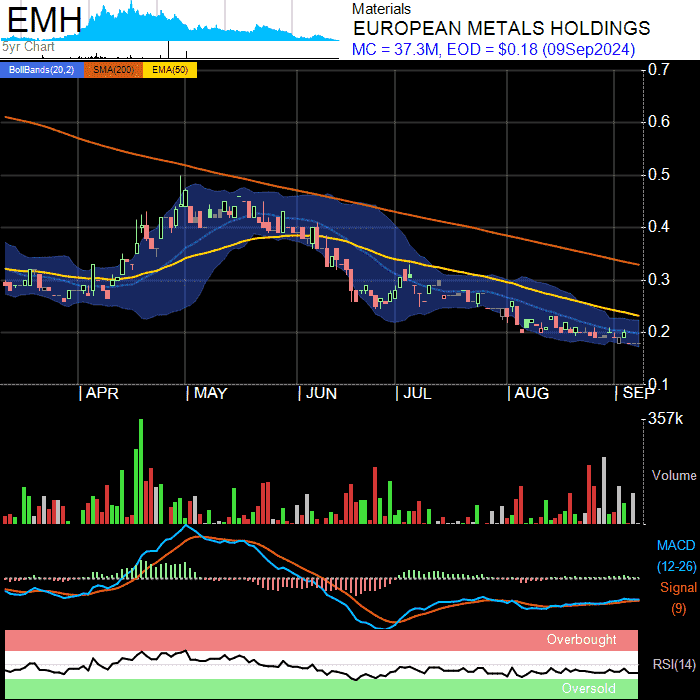 EMH
5yr Chart
Materials
EUROPEAN METALS HOLDINGS
MC = 37.3M, EOD = $0.18 (09Sep2024)
BollBands(20,2) SMA(200) EMA(50)
0.7
0.6
0.5
0.4
0.3
0.2
0.1
APR MAY JUN JUL AUG SEP
357k
Volume
MACD
(12-26)
Signal
(9)
Overbought
RSI(14)
Oversold